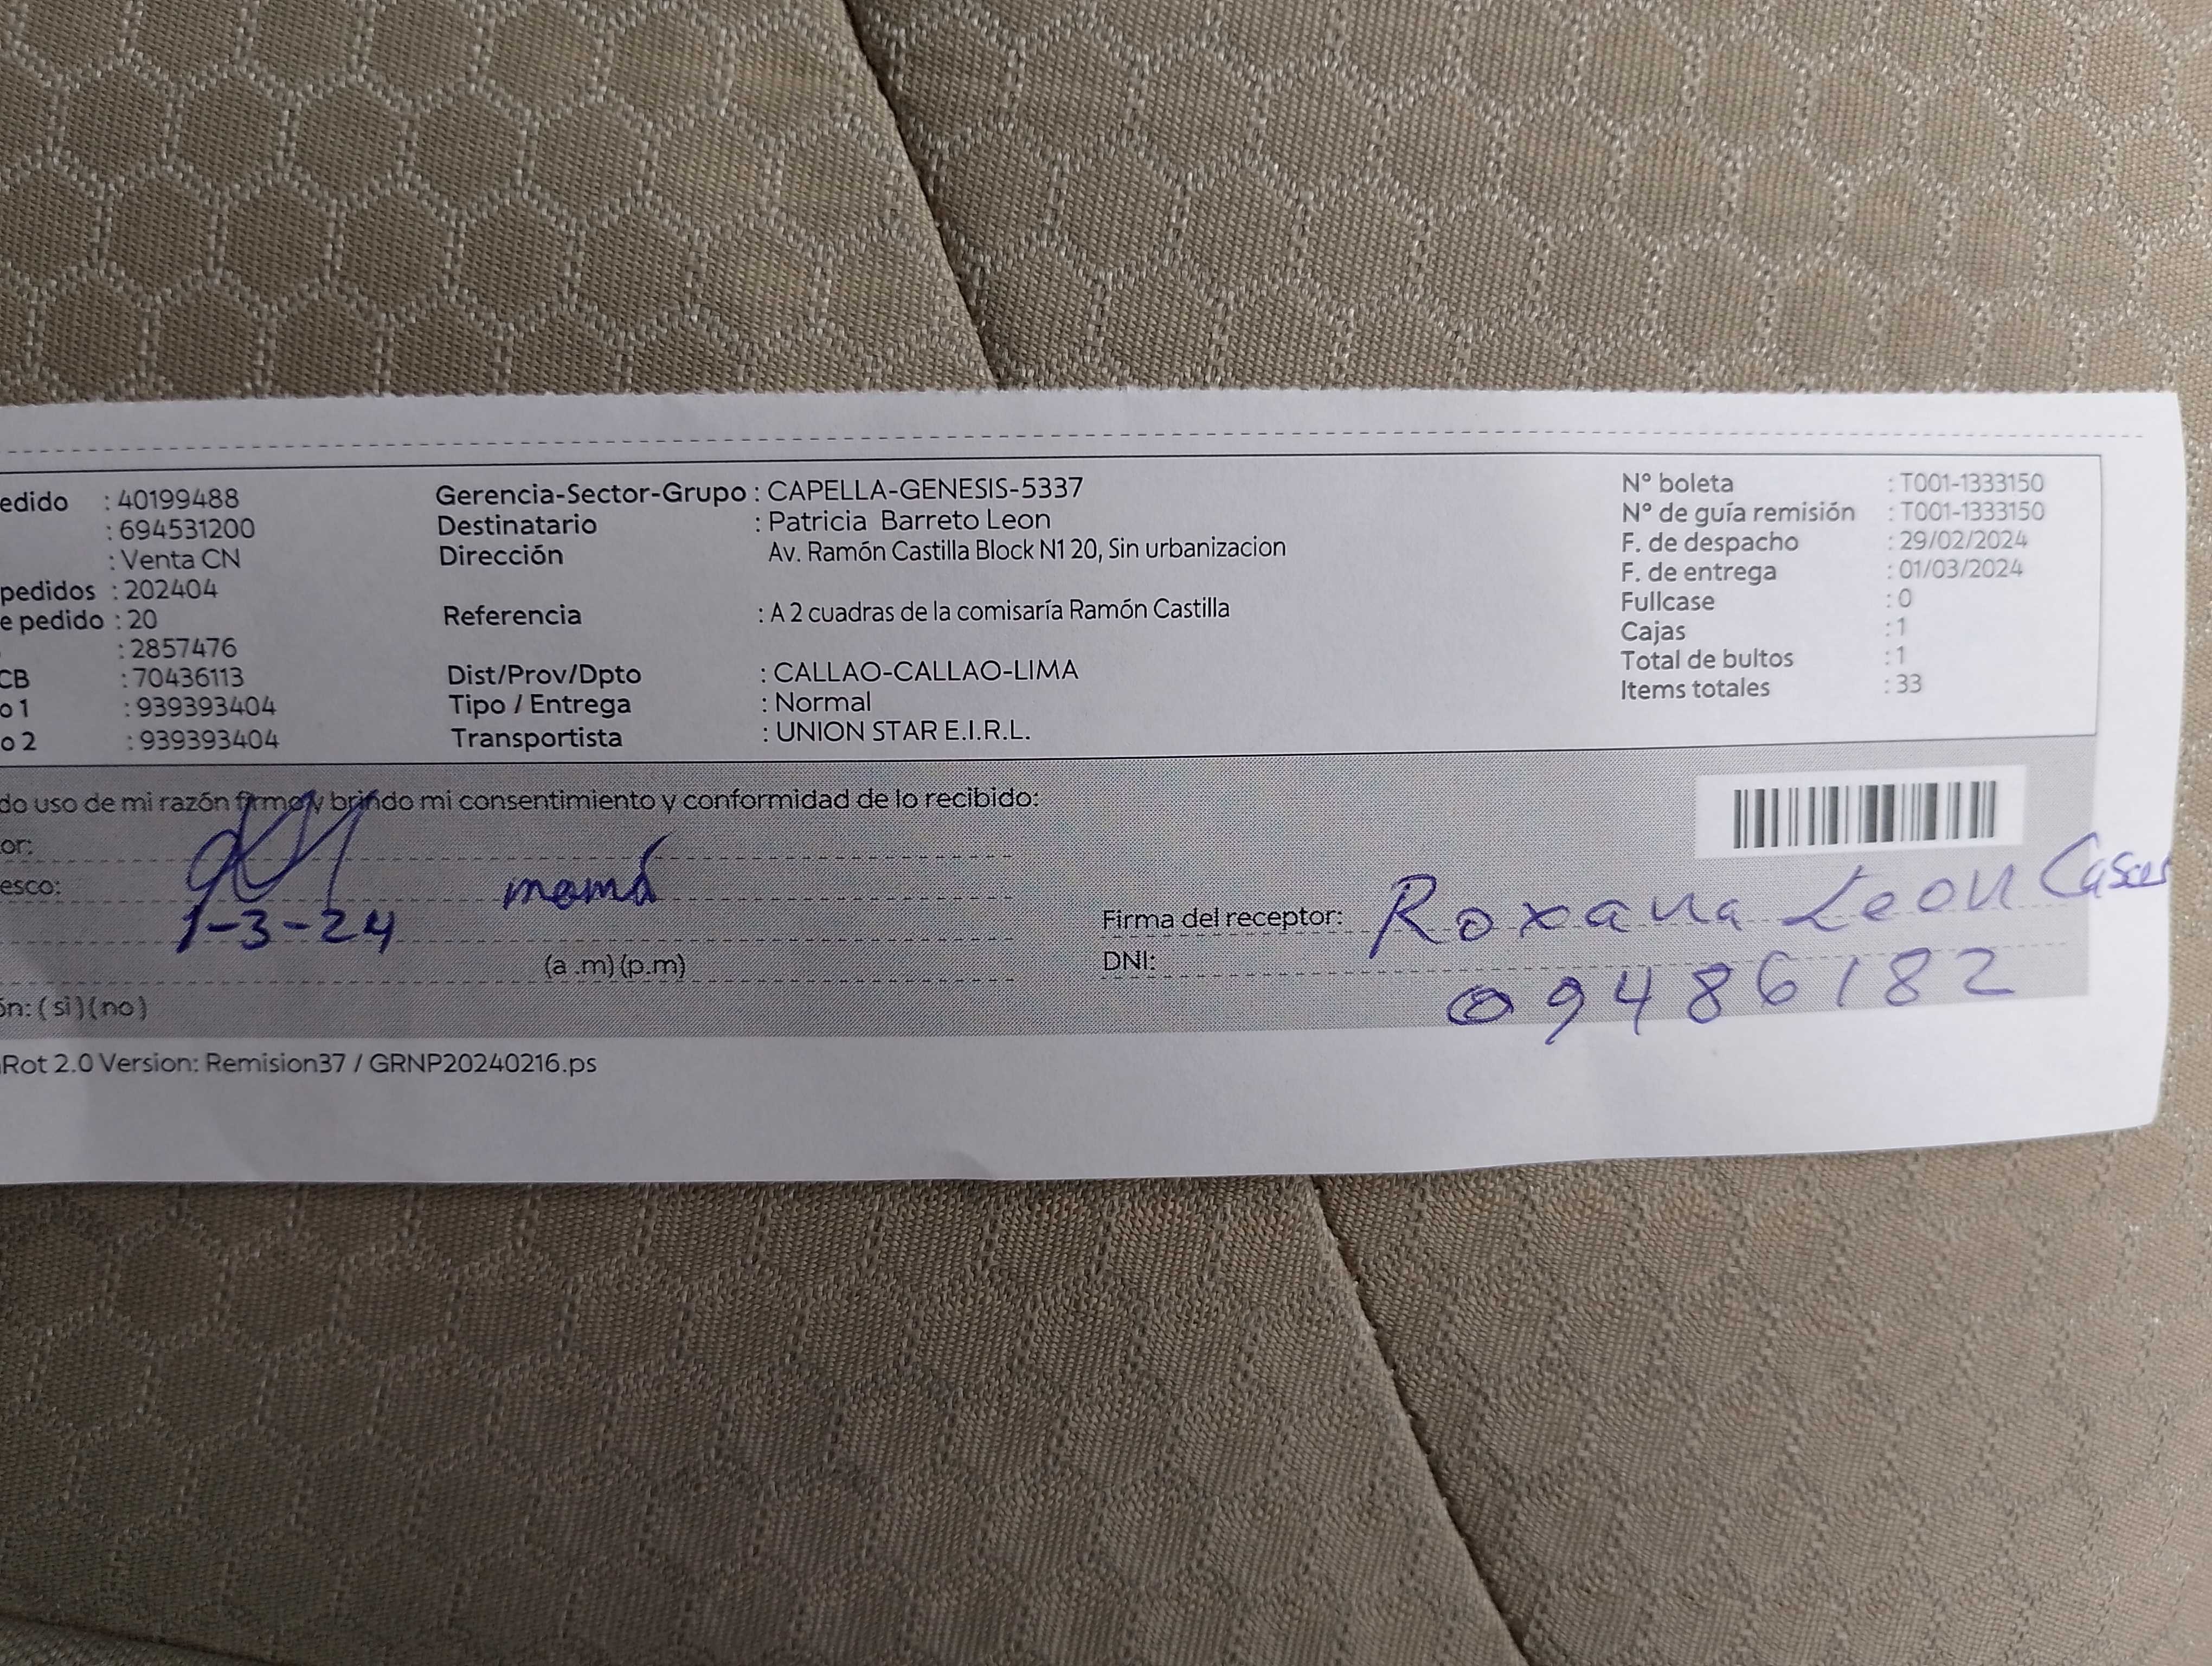 edido : 40199488 Gerencia-Sector-Grupo : CAPELLA-GENESIS-5337 N° boleta : T001-1333150
: 694531200 Destinatario : Patricia Barreto Leon N° de guía remisión : T001-1333150
: Venta CN Dirección Av. Ramón Castilla Block N1 20, Sin urbanizacion F. de despacho : 29/02/2024
pedidos : 202404 F. de entrega : 01/03/2024
e pedido : 20 Referencia : A 2 cuadras de la comisaría Ramón Castilla Fullcase : 0
: 2857476 Cajas : 1
CB : 70436113 Dist/Prov/Dpto : CALLAO-CALLAO-LIMA Total de bultos : 1
o 1 : 939393404 Tipo / Entrega : Normal Items totales : 33
o 2 : 939393404 Transportista : UNION STAR E.I.R.L.
do uso de mi razón firmo y brindo mi consentimiento y conformidad de lo recibido:
or:
esco: mamá
1-3-24 Firma del receptor: Roxana Leon
(a .m) (p.m) DNI: 09486182
ón: ( si ) ( no )
Rot 2.0 Version: Remision37 / GRNP20240216.ps